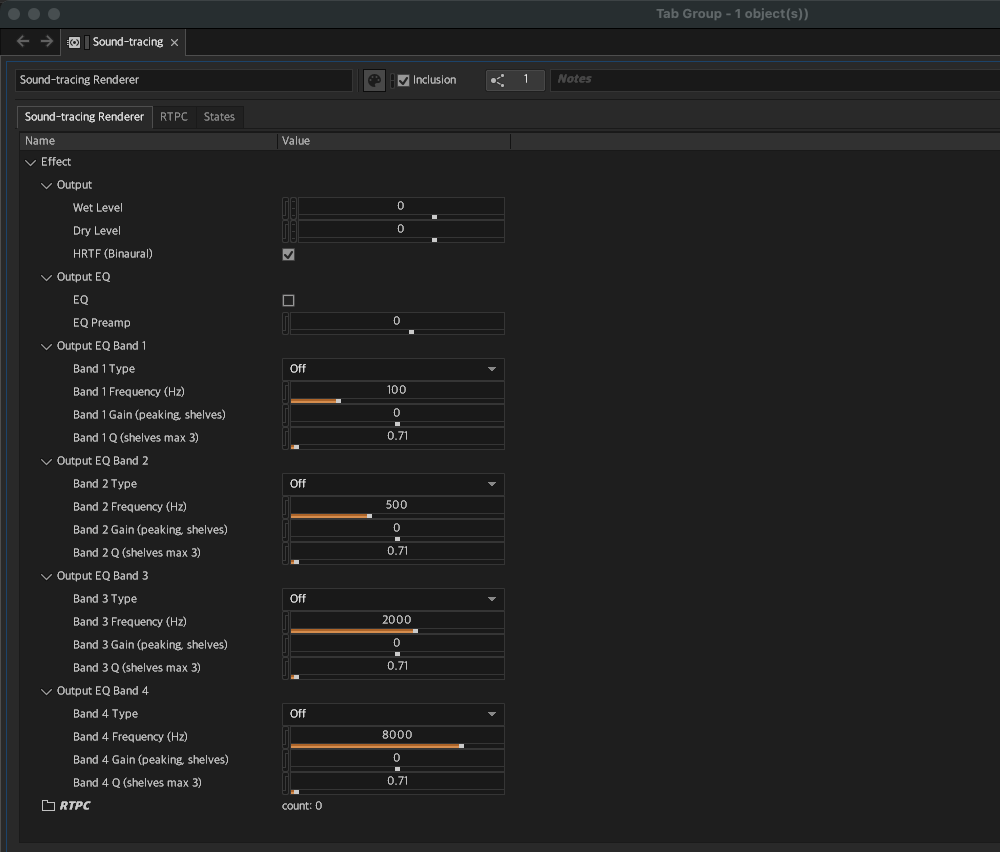 Tab Group - 1 object(s))
Sound-tracing
Sound-tracing Renderer Inclusion 1 Notes
Sound-tracing Renderer RTPC States
Name Value
Effect
Output
Wet Level 0
Dry Level 0
HRTF (Binaural)
Output EQ
EQ
EQ Preamp 0
Output EQ Band 1
Band 1 Type Off
Band 1 Frequency (Hz) 100
Band 1 Gain (peaking, shelves) 0
Band 1 Q (shelves max 3) 0.71
Output EQ Band 2
Band 2 Type Off
Band 2 Frequency (Hz) 500
Band 2 Gain (peaking, shelves) 0
Band 2 Q (shelves max 3) 0.71
Output EQ Band 3
Band 3 Type Off
Band 3 Frequency (Hz) 2000
Band 3 Gain (peaking, shelves) 0
Band 3 Q (shelves max 3) 0.71
Output EQ Band 4
Band 4 Type Off
Band 4 Frequency (Hz) 8000
Band 4 Gain (peaking, shelves) 0
Band 4 Q (shelves max 3) 0.71
RTPC count: 0